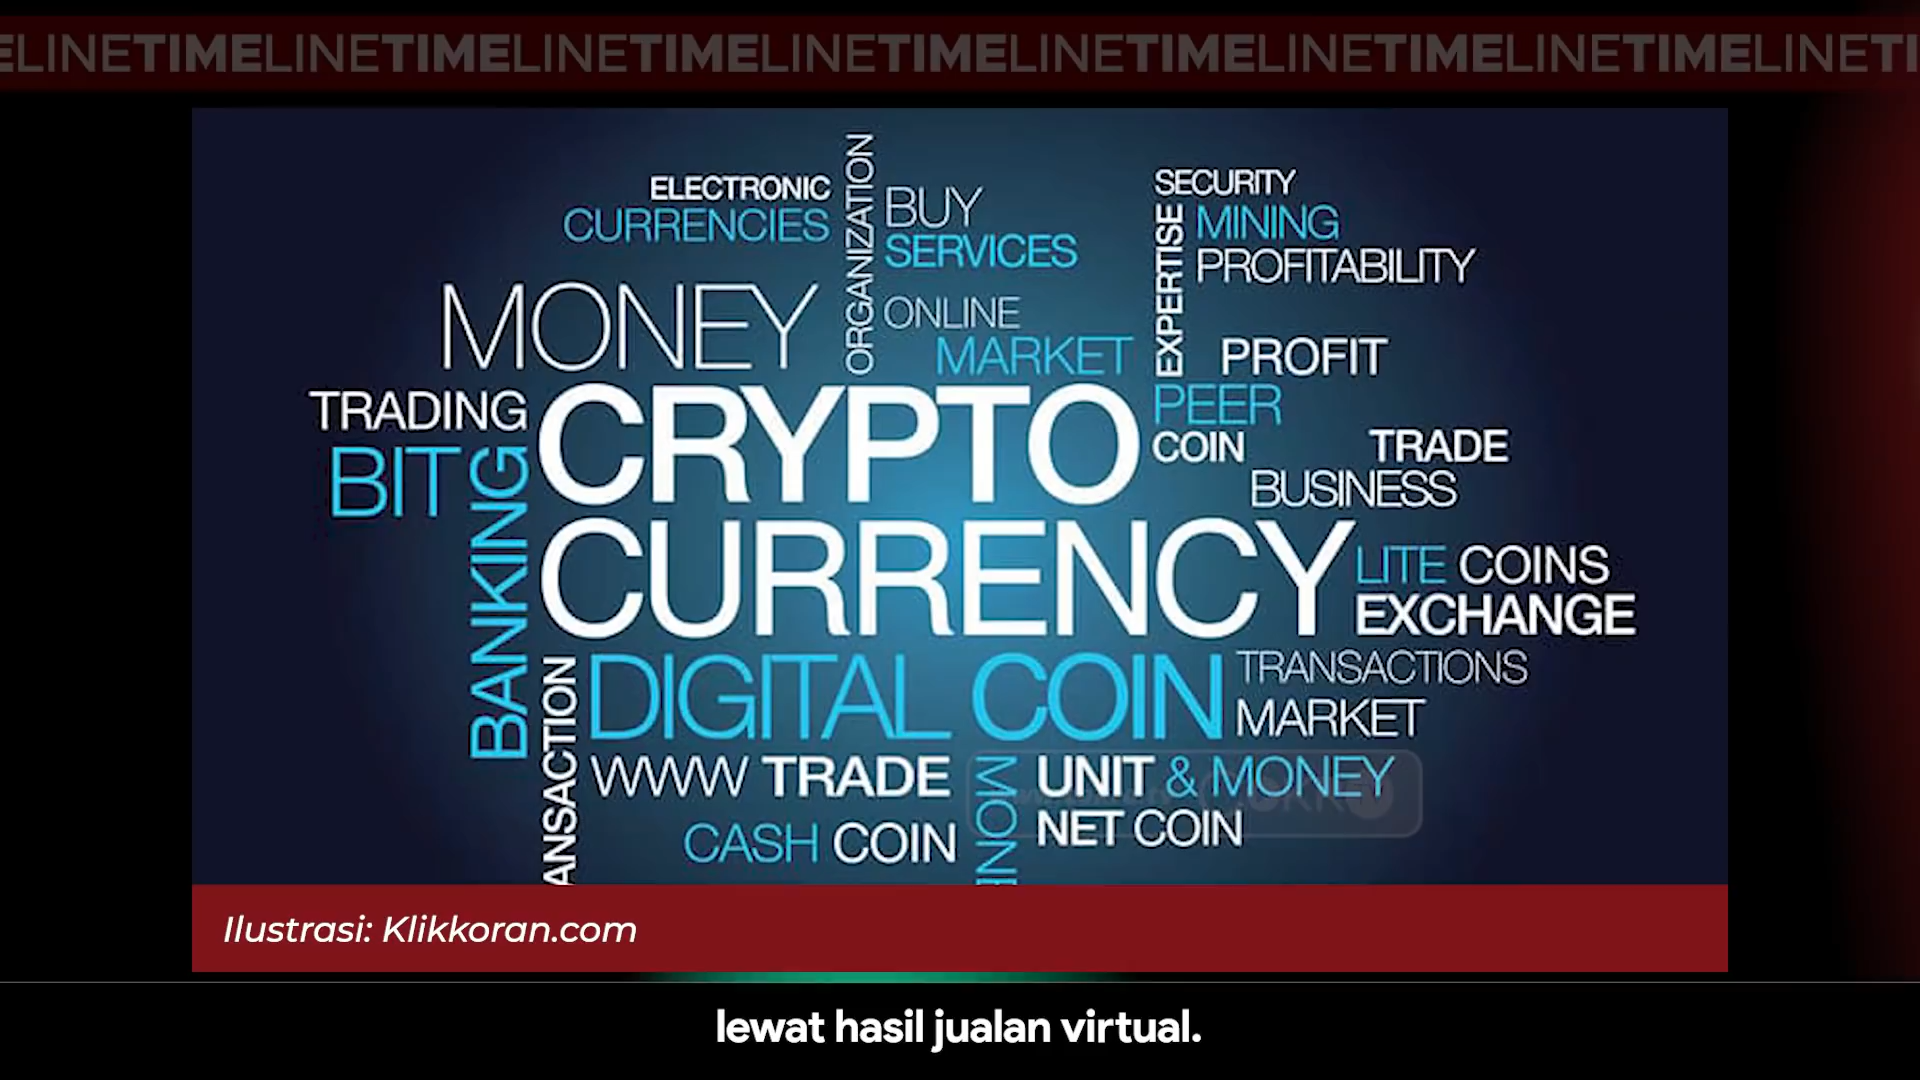 ELINETIMELINETIMELINETIMELINETIMELINETIMELINETIMELINETIMELINETI
ELECTRONIC
CURRENCIES
ORGANIZATION
BUY
SERVICES
SECURITY
EXPERTISE
MINING
PROFITABILITY
MONEY
ONLINE
MARKET
PROFIT
TRADING
BIT
BANKING
CRYPTO
PEER
COIN
TRADE
BUSINESS
CURRENCY
LITE COINS
EXCHANGE
ANSACTION
DIGITAL COIN
TRANSACTIONS
MARKET
WWW TRADE
MONE
UNIT & MONEY
CASH COIN
NET COIN
Ilustrasi: Klikkoran.com
lewat hasil jualan virtual.